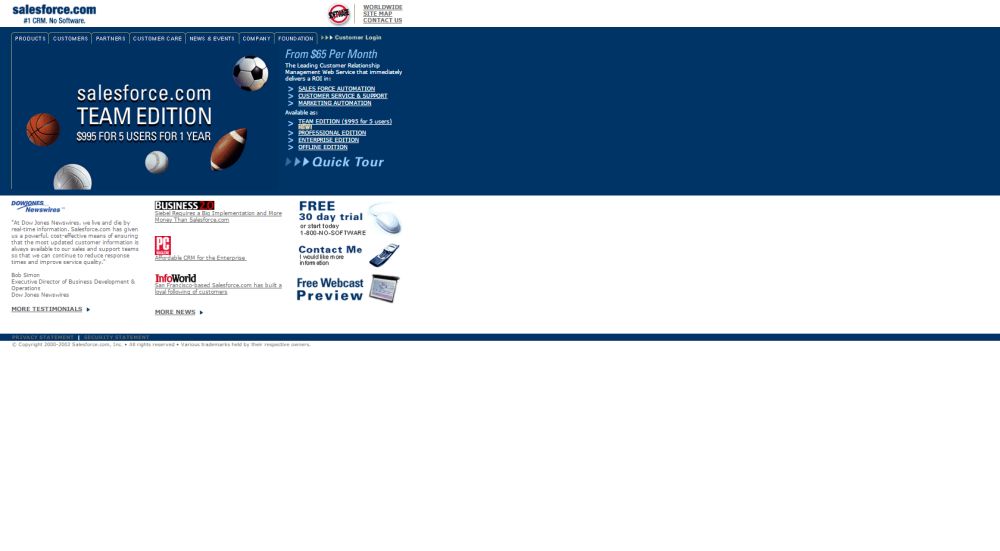 salesforce.com
#1 CRM. No Software.
SOFTWARE
WORLDWIDE
SITE MAP
CONTACT US
PRODUCTS
CUSTOMERS
PARTNERS
CUSTOMER CARE
NEWS & EVENTS
COMPANY
FOUNDATION
Customer Login
salesforce.com
TEAM EDITION
$995 FOR 5 USERS FOR 1 YEAR
From $65 Per Month
The Leading Customer Relationship
Management Web Service that immediately
delivers a ROI in:
> SALES FORCE AUTOMATION
> CUSTOMER SERVICE & SUPPORT
> MARKETING AUTOMATION
Available as:
> TEAM EDITION ($995 for 5 users)
NEW!
> PROFESSIONAL EDITION
> ENTERPRISE EDITION
> OFFLINE EDITION
Quick Tour
DOWJONES
Newswires
"At Dow Jones Newswires, we live and die by
real-time information. Salesforce.com has given
us a powerful, cost-effective means of ensuring
that the most updated customer information is
always available to our sales and support teams
so that we can continue to reduce response
times and improve service quality."
Bob Simon
Executive Director of Business Development &
Operations
Dow Jones Newswires
MORE TESTIMONIALS
BUSINESS 2.0
Siebel Requires a Big Implementation and More
Money Than Salesforce.com
PC
MAGAZINE
Affordable CRM for the Enterprise
InfoWorld
San Francisco-based Salesforce.com has built a
loyal following of customers
MORE NEWS
FREE
30 day trial
or start today
1-800-NO-SOFTWARE
Contact Me
I would like more
information
Free Webcast
Preview
PRIVACY STATEMENT | SECURITY STATEMENT
© Copyright 2000-2003 Salesforce.com, Inc. • All rights reserved • Various trademarks held by their respective owners.